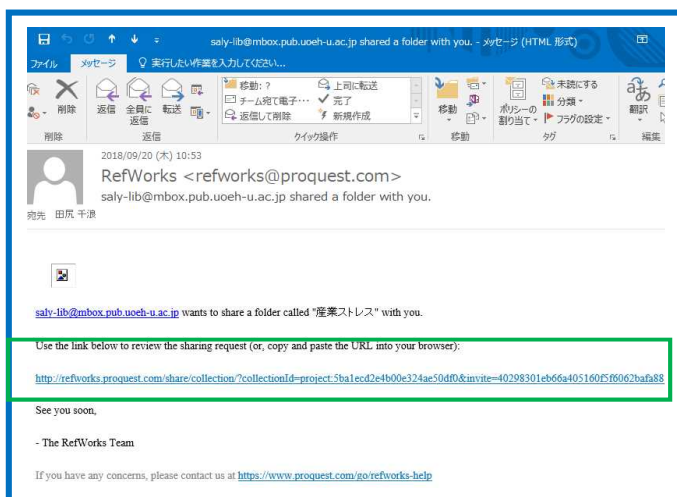 saly-lib@mbox.pub.uoeh-u.ac.jp shared a folder with you. - メッセージ (HTML 形式)
ファイル メッセージ 実行したい作業を入力してください...
削除 返信 全員に返信 転送
移動: ? 上司に転送
チーム宛て電子… 完了
返信して削除 新規作成
移動 ポリシーの割り当て
未読にする
分類
フラグの設定
翻訳
削除 返信 クイック操作 移動 タグ 編集
2018/09/20 (木) 10:53
RefWorks <refworks@proquest.com>
saly-lib@mbox.pub.uoeh-u.ac.jp shared a folder with you.
宛先 田尻 千浪
saly-lib@mbox.pub.uoeh-u.ac.jp wants to share a folder called "産業ストレス" with you.
Use the link below to review the sharing request (or, copy and paste the URL into your browser):
http://refworks.proquest.com/share/collection/?collectionId=project:5ba1ecd2e4b00e324ae50df0&invite=40298301eb66a405160f5f6062bafa88
See you soon,
- The RefWorks Team
If you have any concerns, please contact us at https://www.proquest.com/go/refworks-help